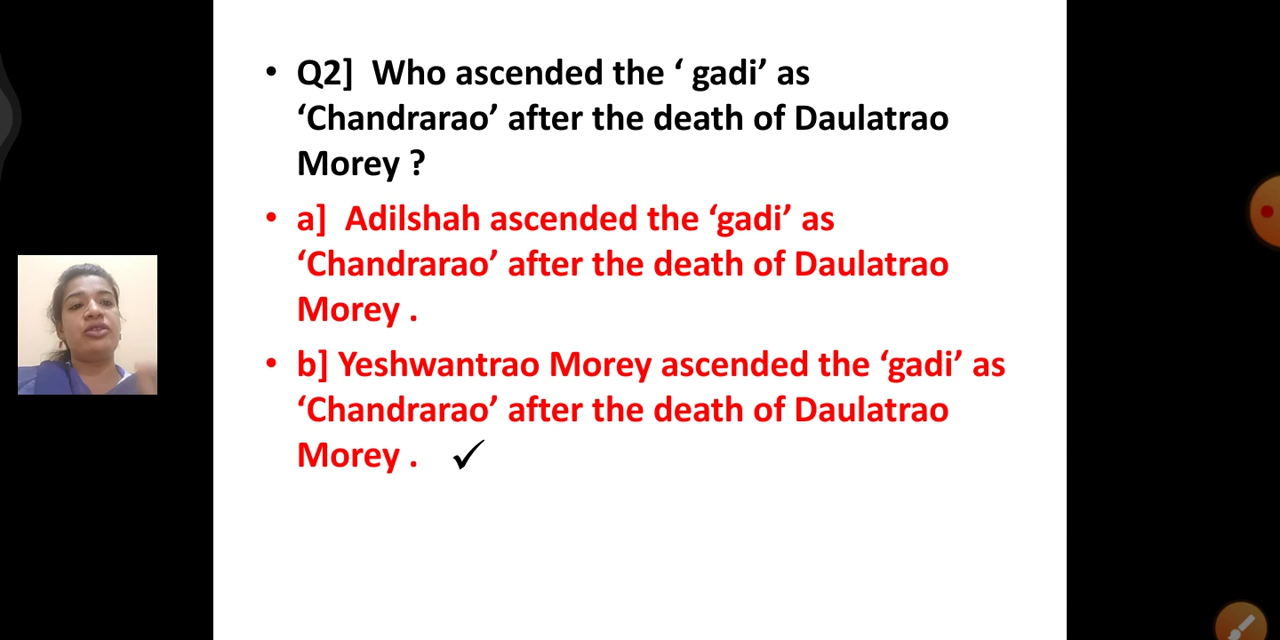 • Q2] Who ascended the ‘ gadi’ as
‘Chandrarao’ after the death of Daulatrao
Morey ?
• a] Adilshah ascended the ‘gadi’ as
‘Chandrarao’ after the death of Daulatrao
Morey .
• b] Yeshwantrao Morey ascended the ‘gadi’ as
‘Chandrarao’ after the death of Daulatrao
Morey . ✓